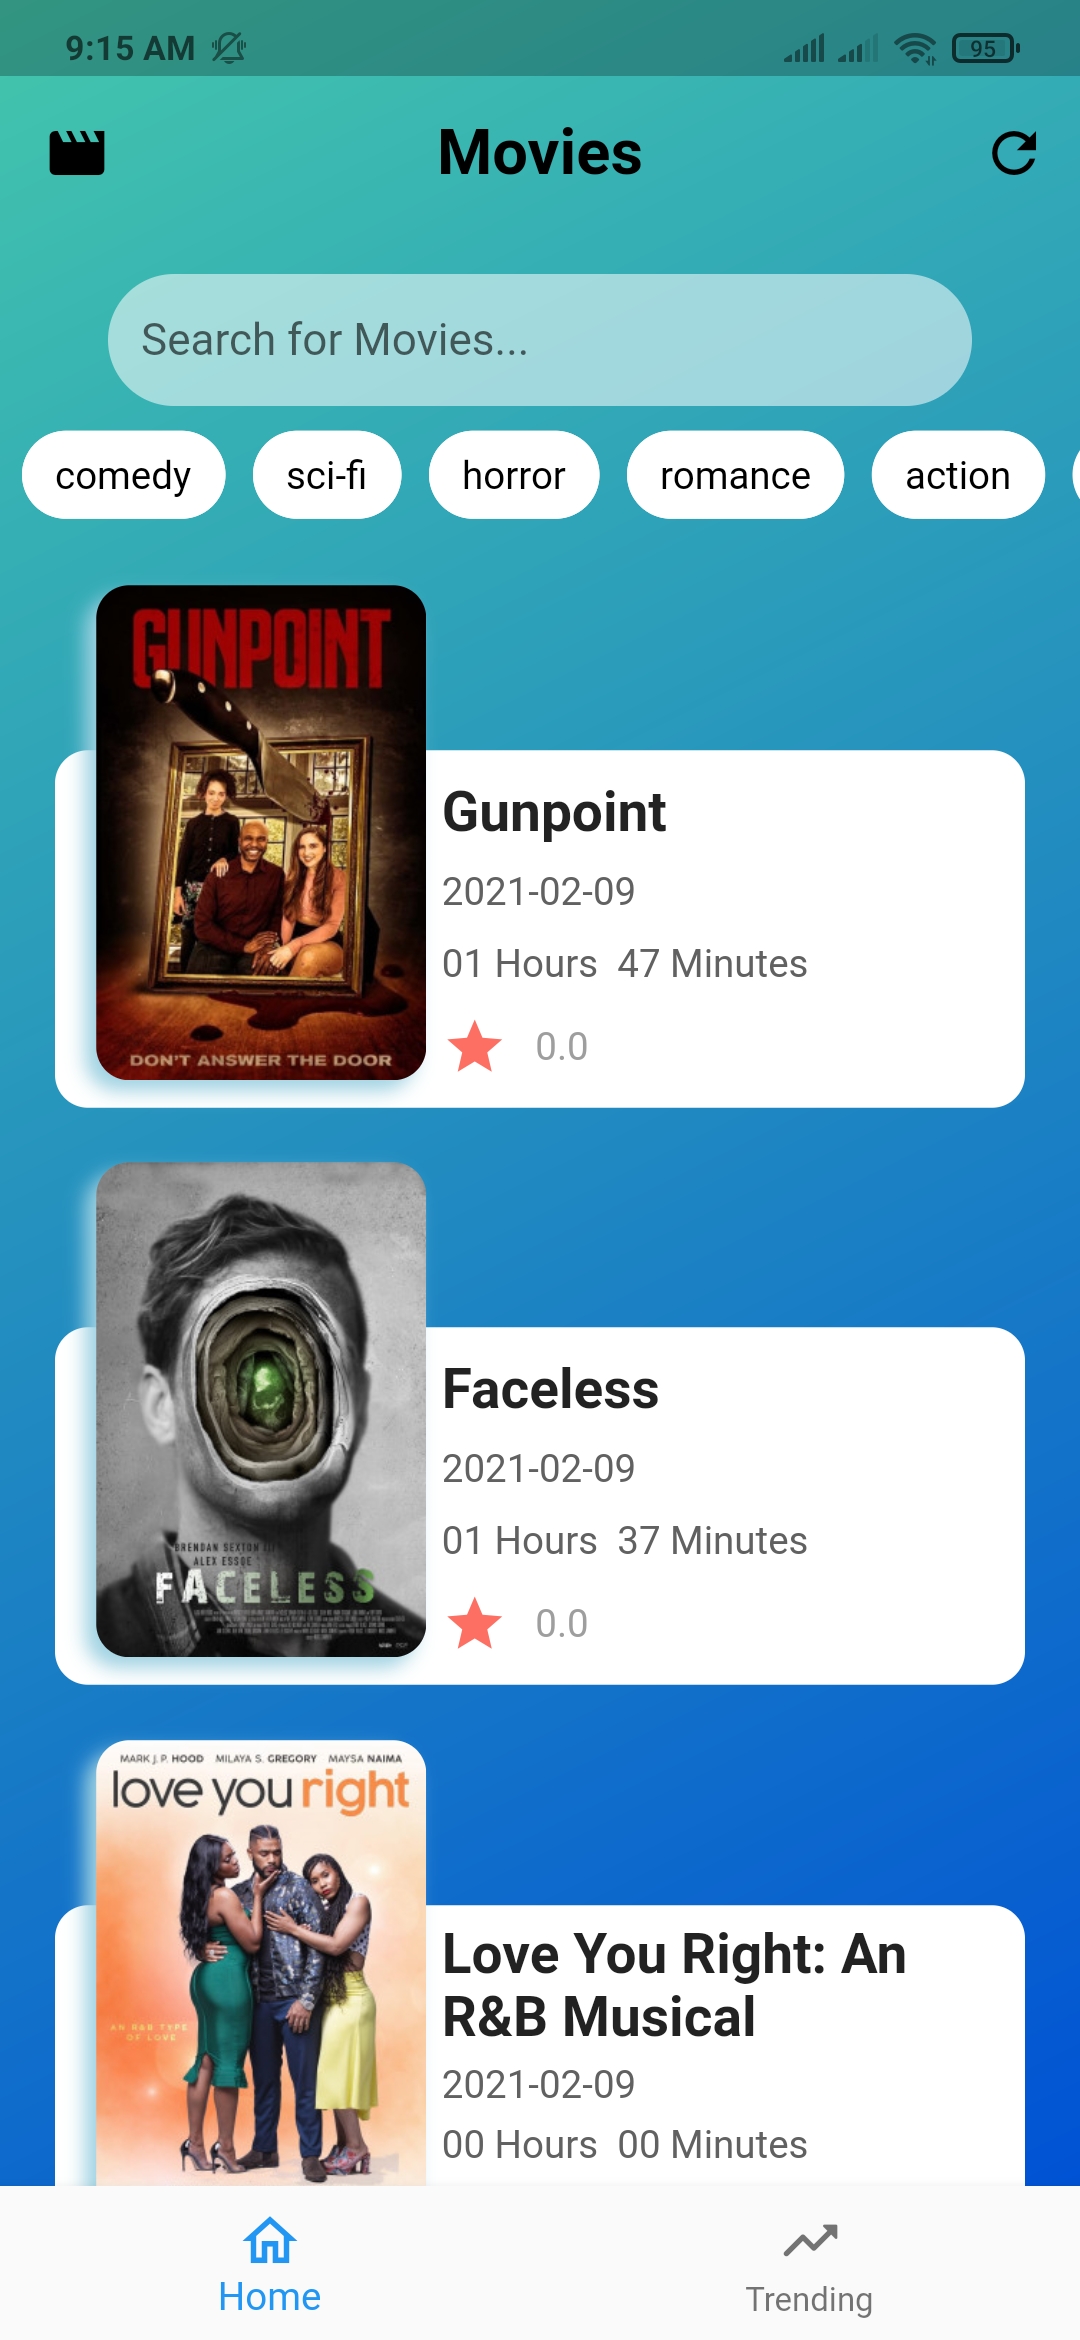 9:15 AM
95
Movies
Search for Movies...
comedy
sci-fi
horror
romance
action
GUNPOINT
DON'T ANSWER THE DOOR
Gunpoint
2021-02-09
01 Hours 47 Minutes
0.0
BRENDAN SEXTON
ALEX ESSOE
FACELESS
Faceless
2021-02-09
01 Hours 37 Minutes
0.0
MARK J. P. HOOD MILAYA S. GREGORY MAYSA NAIMA
love you right
AN R&B TYPE
OF LOVE
Love You Right: An
R&B Musical
2021-02-09
00 Hours 00 Minutes
Home
Trending